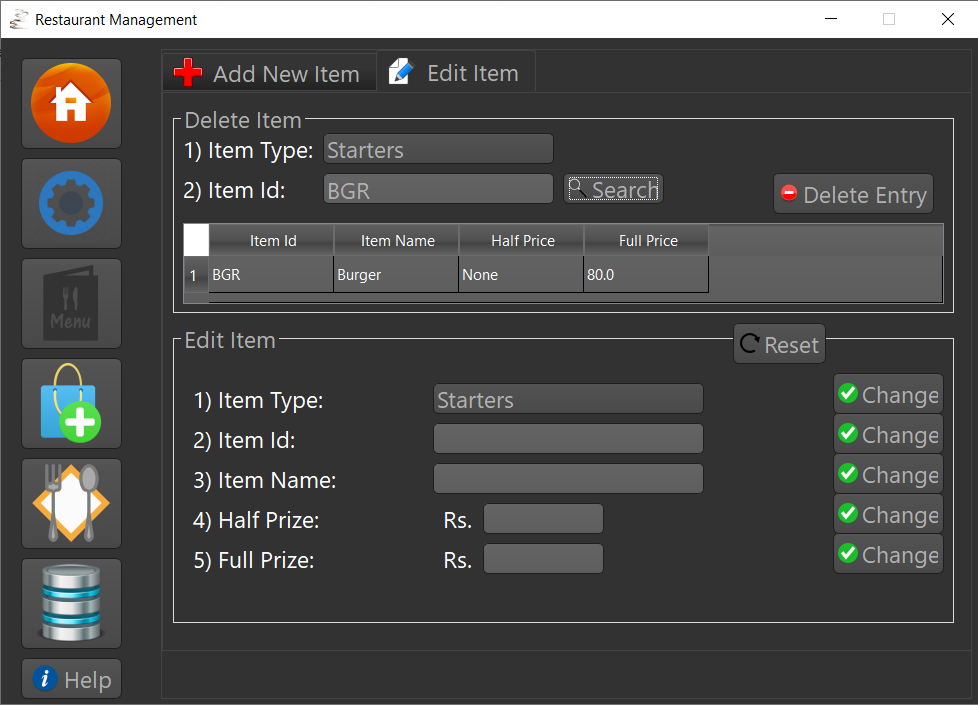 Restaurant Management
Add New Item
Edit Item
Delete Item
1) Item Type: Starters
2) Item Id: BGR Search Delete Entry
Item Id Item Name Half Price Full Price
1 BGR Burger None 80.0
Edit Item Reset
1) Item Type: Starters Change
2) Item Id: Change
3) Item Name: Change
4) Half Prize: Rs. Change
5) Full Prize: Rs. Change
Menu
i Help